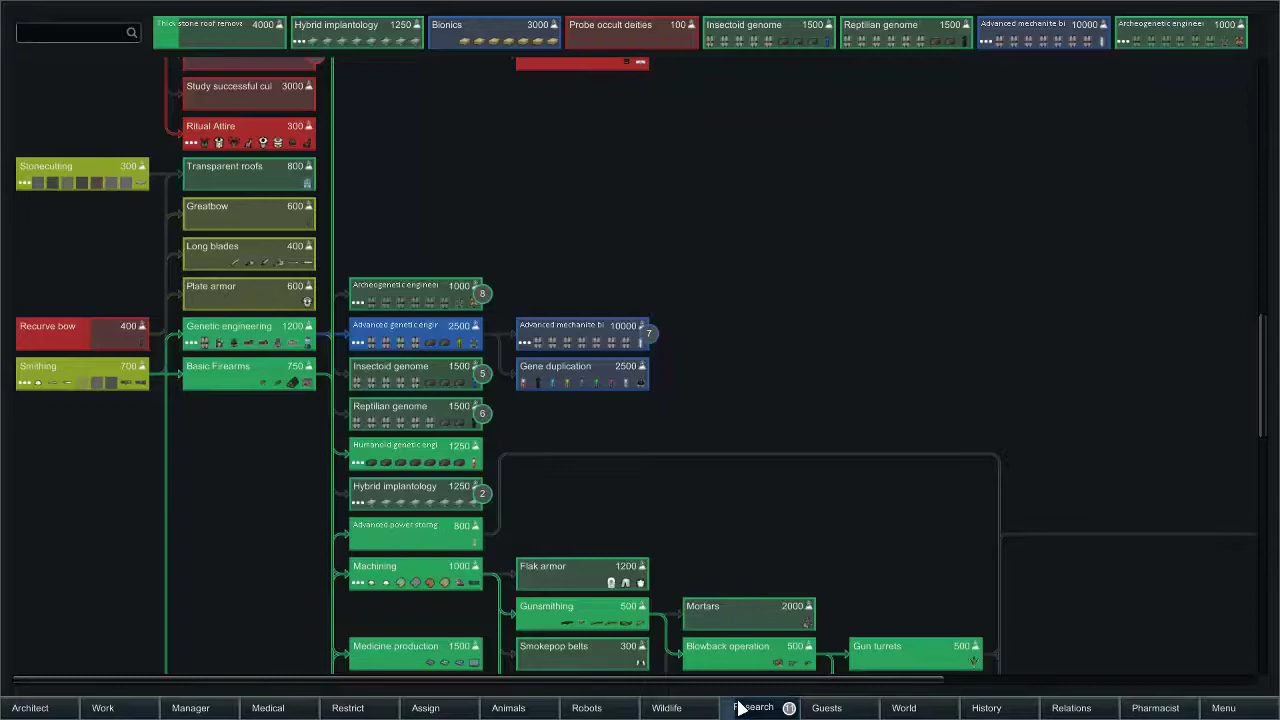 Thick stone roof remova 4000
Hybrid implantology 1250
Bionics 3000
Probe occult deities 100
Insectoid genome 1500
Reptilian genome 1500
Advanced mechanite bi 10000
Archeogenetic engineei 1000
Study successful cul 3000
Ritual Attire 300
Stonecutting 300
Transparent roofs 800
Greatbow 600
Long blades 400
Plate armor 600
Archeogenetic engineei 1000
8
Recurve bow 400
Genetic engineering 1200
Advanced genetic engir 2500
Advanced mechanite bi 10000
7
Smithing 700
Basic Firearms 750
Insectoid genome 1500
5
Gene duplication 2500
Reptilian genome 1500
6
Humanoid genetic engi 1250
Hybrid implantology 1250
2
Advanced power storag 800
Machining 1000
Flak armor 1200
Gunsmithing 500
Mortars 2000
Medicine production 1500
Smokepop belts 300
Blowback operation 500
Gun turrets 500
Architect
Work
Manager
Medical
Restrict
Assign
Animals
Robots
Wildlife
Research
Guests
World
History
Relations
Pharmacist
Menu